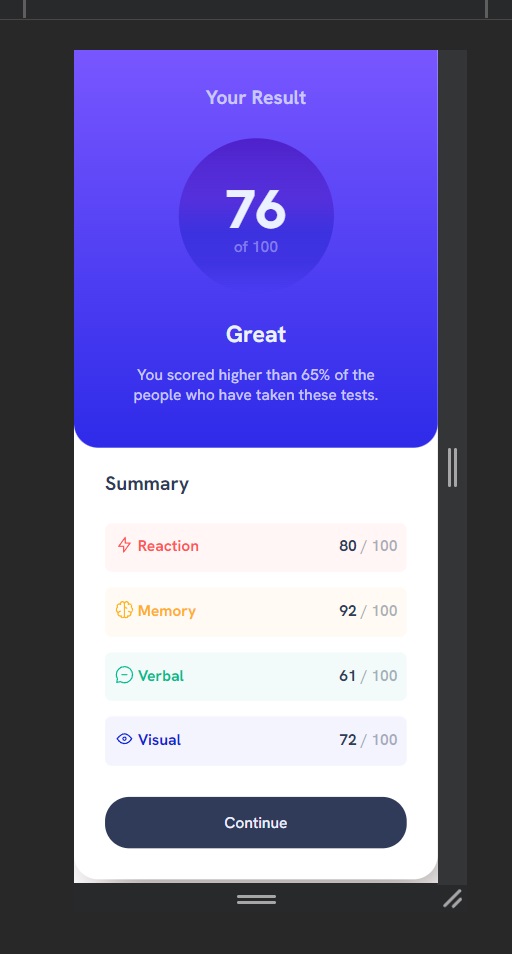 Your Result
76
of 100
Great
You scored higher than 65% of the
people who have taken these tests.
Summary
Reaction 80 / 100
Memory 92 / 100
Verbal 61 / 100
Visual 72 / 100
Continue